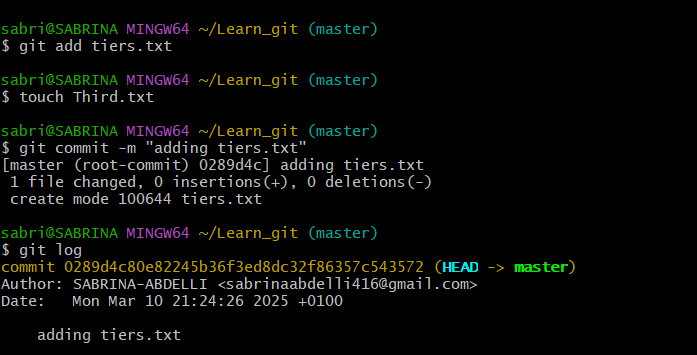 sabri@SABRINA MINGW64 ~/Learn_git (master)
$ git add tiers.txt
sabri@SABRINA MINGW64 ~/Learn_git (master)
$ touch Third.txt
sabri@SABRINA MINGW64 ~/Learn_git (master)
$ git commit -m "adding tiers.txt"
[master (root-commit) 0289d4c] adding tiers.txt
 1 file changed, 0 insertions(+), 0 deletions(-)
 create mode 100644 tiers.txt
sabri@SABRINA MINGW64 ~/Learn_git (master)
$ git log
commit 0289d4c80e82245b36f3ed8dc32f86357c543572 (HEAD -> master)
Author: SABRINA-ABDELLI <sabrinaabdelli416@gmail.com>
Date:   Mon Mar 10 21:24:26 2025 +0100
    adding tiers.txt